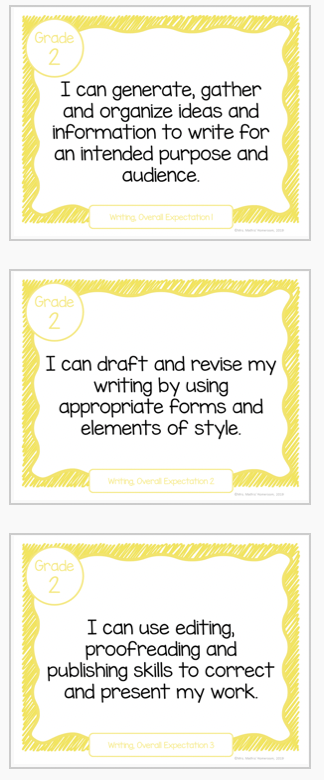 Grade
2
I can generate, gather
and organize ideas and
information to write for
an intended purpose and
audience.
Writing, Overall Expectation 1
Grade
2
I can draft and revise my
writing by using
appropriate forms and
elements of style.
Writing, Overall Expectation 2
Grade
2
I can use editing,
proofreading and
publishing skills to correct
and present my work.
Writing, Overall Expectation 3